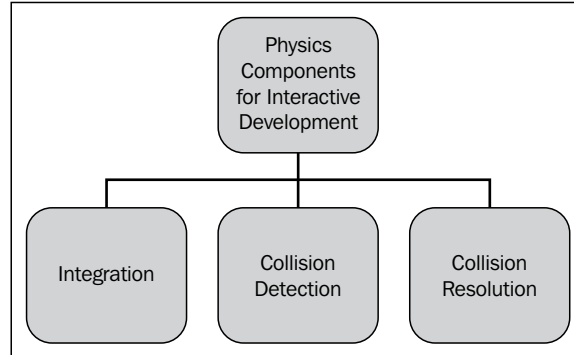 Physics
Components
for Interactive
Development
Integration
Collision
Detection
Collision
Resolution